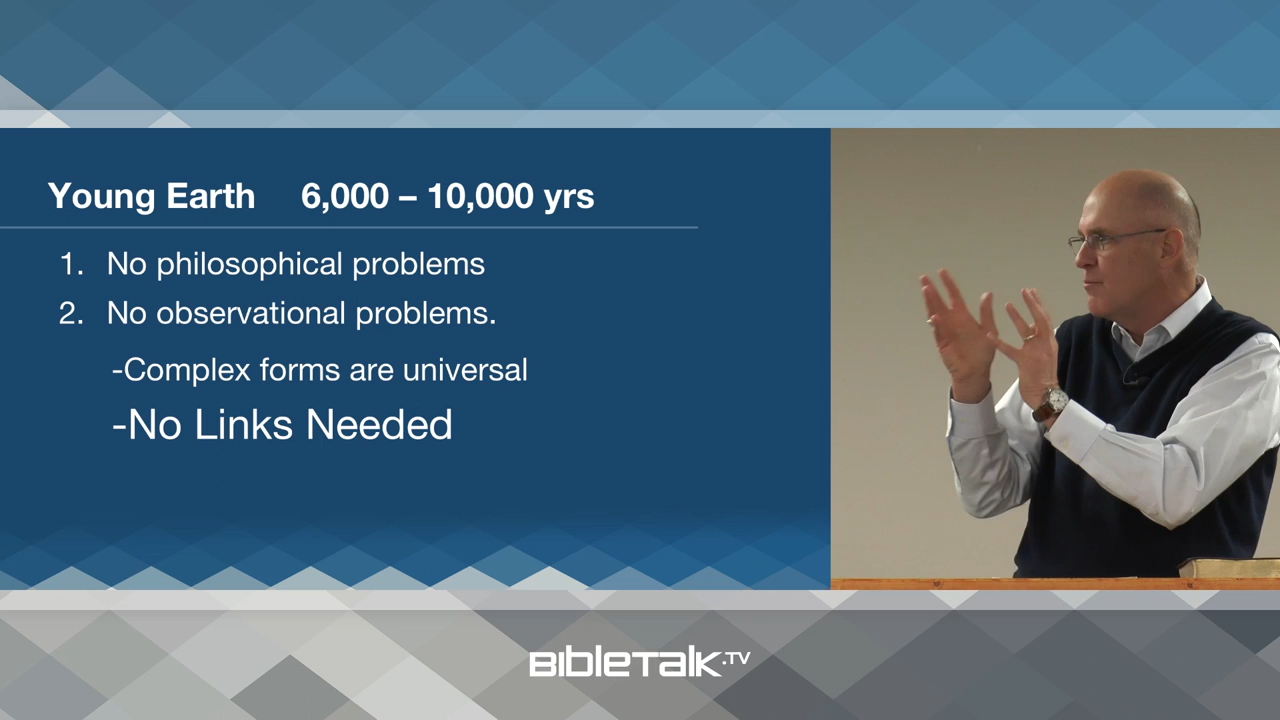 Young Earth 6,000 – 10,000 yrs
1. No philosophical problems
2. No observational problems.
-Complex forms are universal
-No Links Needed
BIBLETALK.TV